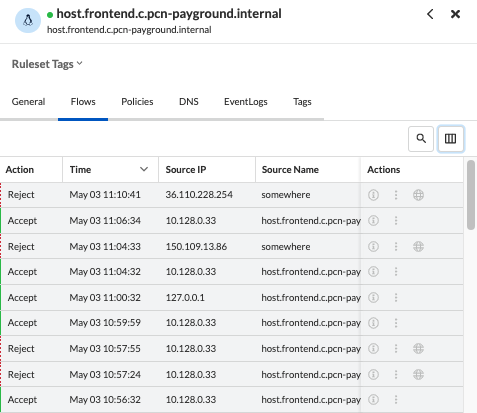 host.frontend.c.pcn-payground.internal
host.frontend.c.pcn-payground.internal
Ruleset Tags
General Flows Policies DNS EventLogs Tags
Action Time Source IP Source Name Actions
Reject May 03 11:10:41 36.110.228.254 somewhere
Accept May 03 11:06:34 10.128.0.33 host.frontend.c.pcn-pay
Reject May 03 11:04:33 150.109.13.86 somewhere
Accept May 03 11:04:32 10.128.0.33 host.frontend.c.pcn-pay
Accept May 03 11:00:32 127.0.0.1 host.frontend.c.pcn-pay
Accept May 03 10:59:59 10.128.0.33 host.frontend.c.pcn-pay
Reject May 03 10:57:55 10.128.0.33 host.frontend.c.pcn-pay
Reject May 03 10:57:24 10.128.0.33 host.frontend.c.pcn-pay
Accept May 03 10:56:32 10.128.0.33 host.frontend.c.pcn-pay